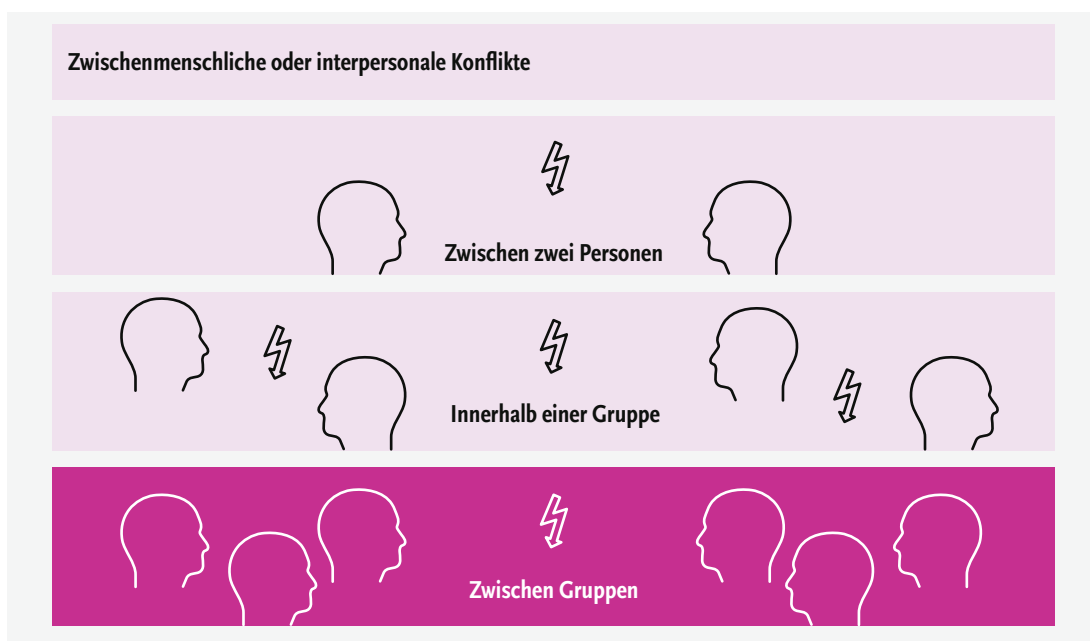 Zwischenmenschliche oder interpersonale Konflikte
Zwischen zwei Personen
Innerhalb einer Gruppe
Zwischen Gruppen